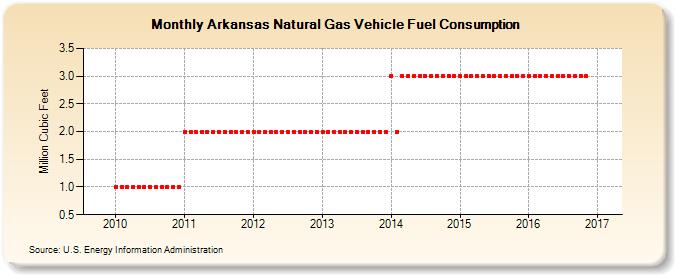 Monthly Arkansas Natural Gas Vehicle Fuel Consumption
Million Cubic Feet
3.5
3.0
2.5
2.0
1.5
1.0
0.5
2010 2011 2012 2013 2014 2015 2016 2017
Source: U.S. Energy Information Administration